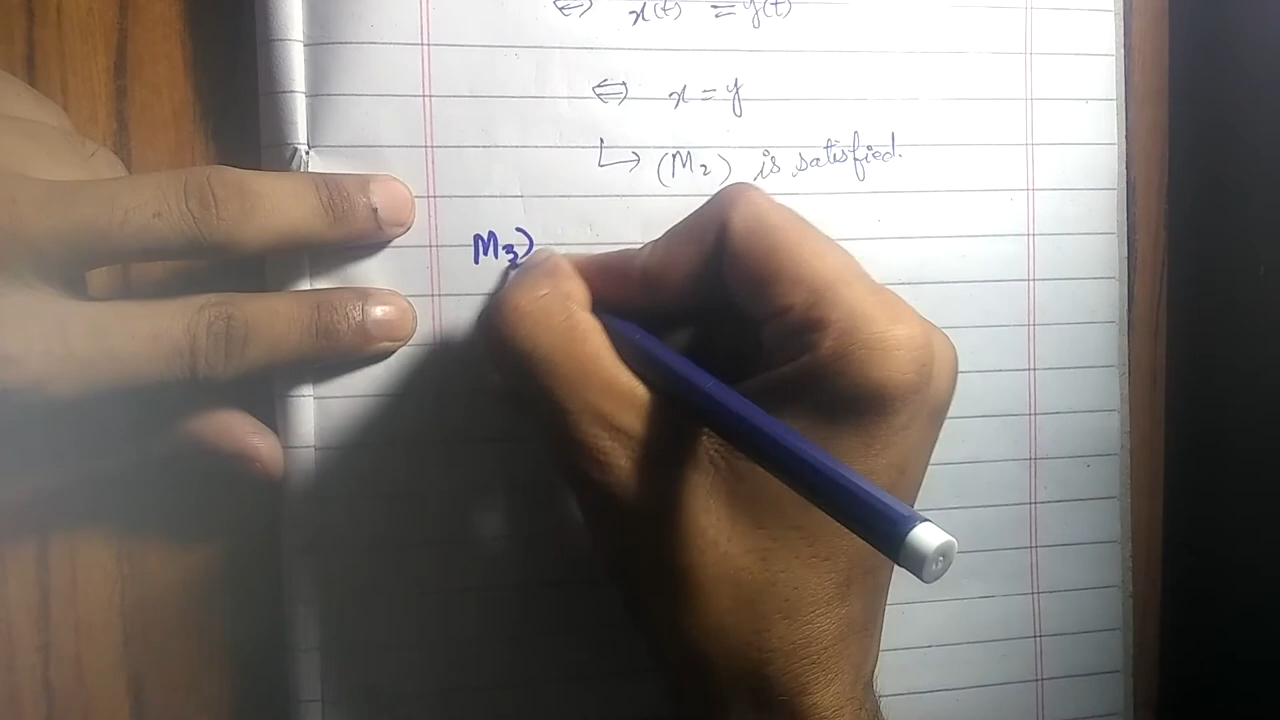 ⇔ x(t) = y(t)
⇔ x = y
↳ (M₂) is satisfied.
M₃)